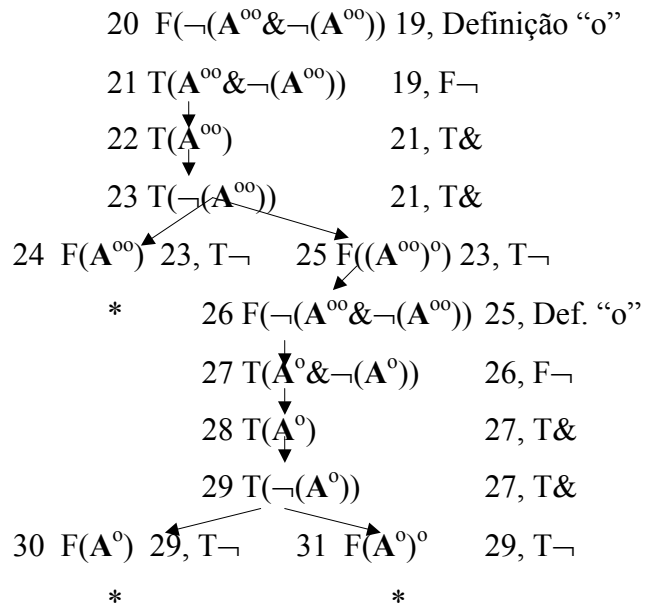 20 F(¬(A^oo&¬(A^oo)) 19, Definição “o”
21 T(A^oo&¬(A^oo)) 19, F¬
22 T(A^oo) 21, T&
23 T(¬(A^oo)) 21, T&
24 F(A^oo) 23, T¬ 25 F((A^oo)^o) 23, T¬
* 26 F(¬(A^oo&¬(A^oo)) 25, Def. “o”
27 T(A^o&¬(A^o)) 26, F¬
28 T(A^o) 27, T&
29 T(¬(A^o)) 27, T&
30 F(A^o) 29, T¬ 31 F(A^o)^o 29, T¬
* *